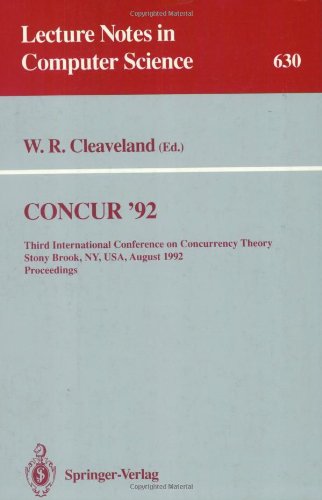 Lecture Notes in
Computer Science 630
W. R. Cleaveland (Ed.)
CONCUR '92
Third International Conference on Concurrency Theory
Stony Brook, NY, USA, August 1992
Proceedings
Springer-Verlag